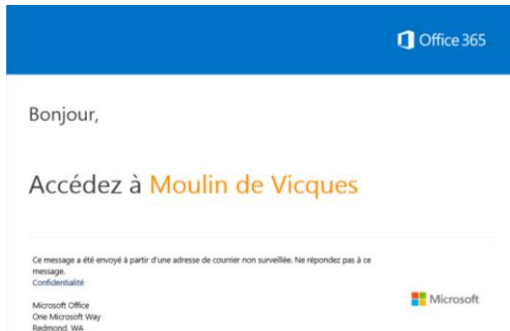 Office 365
Bonjour,
Accédez à Moulin de Vicques
Ce message a été envoyé à partir d'une adresse de courrier non surveillée. Ne répondez pas à ce
message.
Confidentialité
Microsoft Office
One Microsoft Way
Redmond, WA
Microsoft